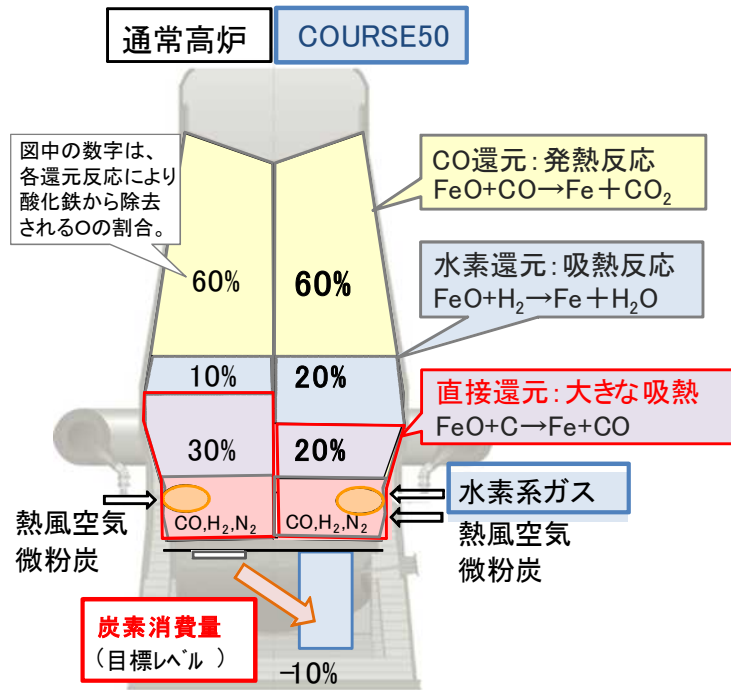 通常高炉
COURSE50
図中の数字は、
各還元反応により
酸化鉄から除去
されるOの割合。
CO還元：発熱反応
FeO+CO→Fe＋CO₂
60%
60%
水素還元：吸熱反応
FeO+H₂→Fe＋H₂O
10%
20%
直接還元：大きな吸熱
FeO+C→Fe+CO
30%
20%
水素系ガス
CO,H₂,N₂
CO,H₂,N₂
熱風空気
微粉炭
熱風空気
微粉炭
炭素消費量
（目標ﾚﾍﾞﾙ ）
−10%